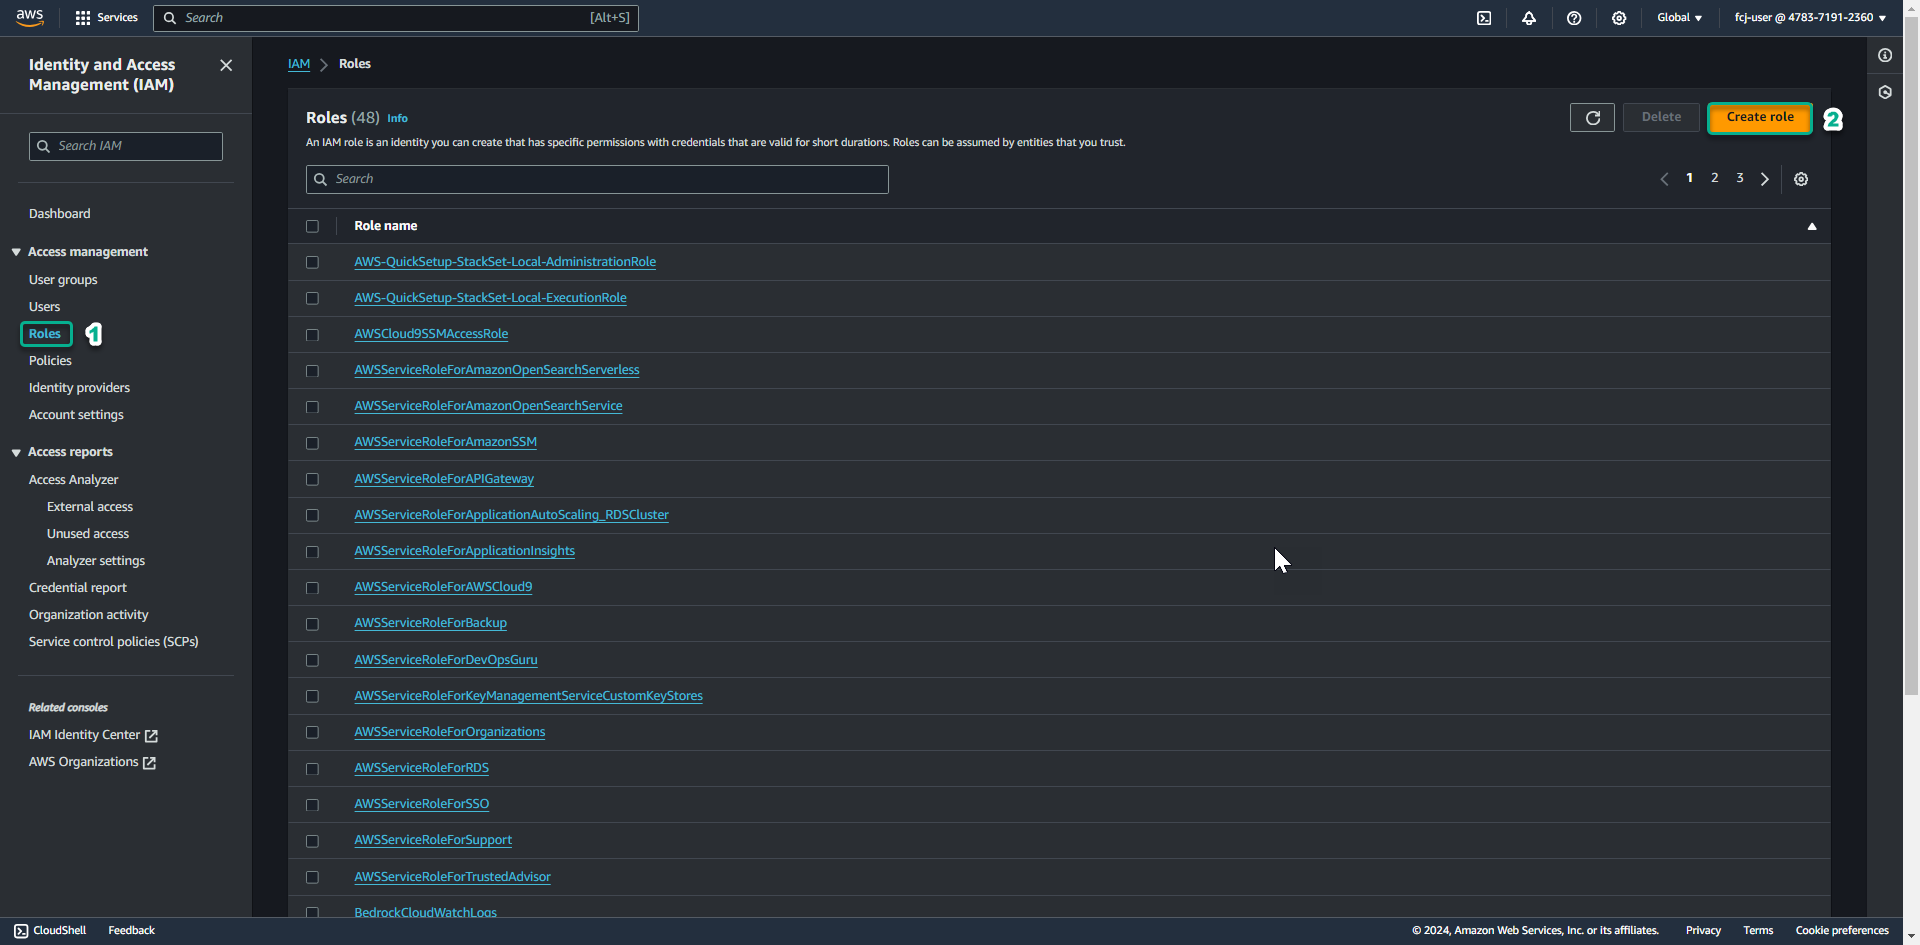 aws
Services
Search
[Alt+S]
Global
fcj-user @ 4783-7191-2360
Identity and Access
Management (IAM)
Search IAM
Dashboard
Access management
User groups
Users
Roles
1
Policies
Identity providers
Account settings
Access reports
Access Analyzer
External access
Unused access
Analyzer settings
Credential report
Organization activity
Service control policies (SCPs)
Related consoles
IAM Identity Center
AWS Organizations
IAM
Roles
Roles (48) Info
Delete
Create role
2
An IAM role is an identity you can create that has specific permissions with credentials that are valid for short durations. Roles can be assumed by entities that you trust.
Search
1 2 3
Role name
AWS-QuickSetup-StackSet-Local-AdministrationRole
AWS-QuickSetup-StackSet-Local-ExecutionRole
AWSCloud9SSMAccessRole
AWSServiceRoleForAmazonOpenSearchServerless
AWSServiceRoleForAmazonOpenSearchService
AWSServiceRoleForAmazonSSM
AWSServiceRoleForAPIGateway
AWSServiceRoleForApplicationAutoScaling_RDSCluster
AWSServiceRoleForApplicationInsights
AWSServiceRoleForAWSCloud9
AWSServiceRoleForBackup
AWSServiceRoleForDevOpsGuru
AWSServiceRoleForKeyManagementServiceCustomKeyStores
AWSServiceRoleForOrganizations
AWSServiceRoleForRDS
AWSServiceRoleForSSO
AWSServiceRoleForSupport
AWSServiceRoleForTrustedAdvisor
BedrockCloudWatchLogs
CloudShell
Feedback
© 2024, Amazon Web Services, Inc. or its affiliates.
Privacy
Terms
Cookie preferences